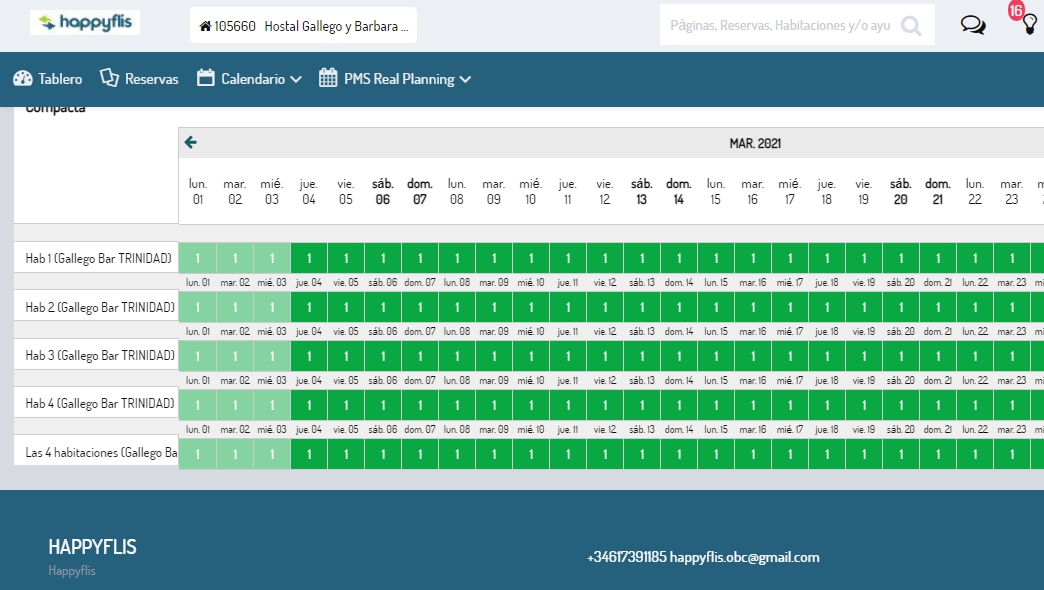 happyflis
105660 Hostal Gallego y Barbara ...
Páginas, Reservas, Habitaciones y/o ayu
16
Tablero Reservas Calendario PMS Real Planning
Compacta
MAR. 2021
lun. mar. mié. jue. vie. sáb. dom. lun. mar. mié. jue. vie. sáb. dom. lun. mar. mié. jue. vie. sáb. dom. lun. mar.
01 02 03 04 05 06 07 08 09 10 11 12 13 14 15 16 17 18 19 20 21 22 23
Hab 1 (Gallego Bar TRINIDAD) 1 1 1 1 1 1 1 1 1 1 1 1 1 1 1 1 1 1 1 1 1 1 1
lun. 01 mar. 02 mié. 03 jue. 04 vie. 05 sáb. 06 dom. 07 lun. 08 mar. 09 mié. 10 jue. 11 vie. 12 sáb. 13 dom. 14 lun. 15 mar. 16 mié. 17 jue. 18 vie. 19 sáb. 20 dom. 21 lun. 22 mar. 23
Hab 2 (Gallego Bar TRINIDAD) 1 1 1 1 1 1 1 1 1 1 1 1 1 1 1 1 1 1 1 1 1 1 1
lun. 01 mar. 02 mié. 03 jue. 04 vie. 05 sáb. 06 dom. 07 lun. 08 mar. 09 mié. 10 jue. 11 vie. 12 sáb. 13 dom. 14 lun. 15 mar. 16 mié. 17 jue. 18 vie. 19 sáb. 20 dom. 21 lun. 22 mar. 23
Hab 3 (Gallego Bar TRINIDAD) 1 1 1 1 1 1 1 1 1 1 1 1 1 1 1 1 1 1 1 1 1 1 1
lun. 01 mar. 02 mié. 03 jue. 04 vie. 05 sáb. 06 dom. 07 lun. 08 mar. 09 mié. 10 jue. 11 vie. 12 sáb. 13 dom. 14 lun. 15 mar. 16 mié. 17 jue. 18 vie. 19 sáb. 20 dom. 21 lun. 22 mar. 23
Hab 4 (Gallego Bar TRINIDAD) 1 1 1 1 1 1 1 1 1 1 1 1 1 1 1 1 1 1 1 1 1 1 1
lun. 01 mar. 02 mié. 03 jue. 04 vie. 05 sáb. 06 dom. 07 lun. 08 mar. 09 mié. 10 jue. 11 vie. 12 sáb. 13 dom. 14 lun. 15 mar. 16 mié. 17 jue. 18 vie. 19 sáb. 20 dom. 21 lun. 22 mar. 23
Las 4 habitaciones (Gallego Ba 1 1 1 1 1 1 1 1 1 1 1 1 1 1 1 1 1 1 1 1 1 1 1
HAPPYFLIS
Happyflis
+34617391185 happyflis.obc@gmail.com